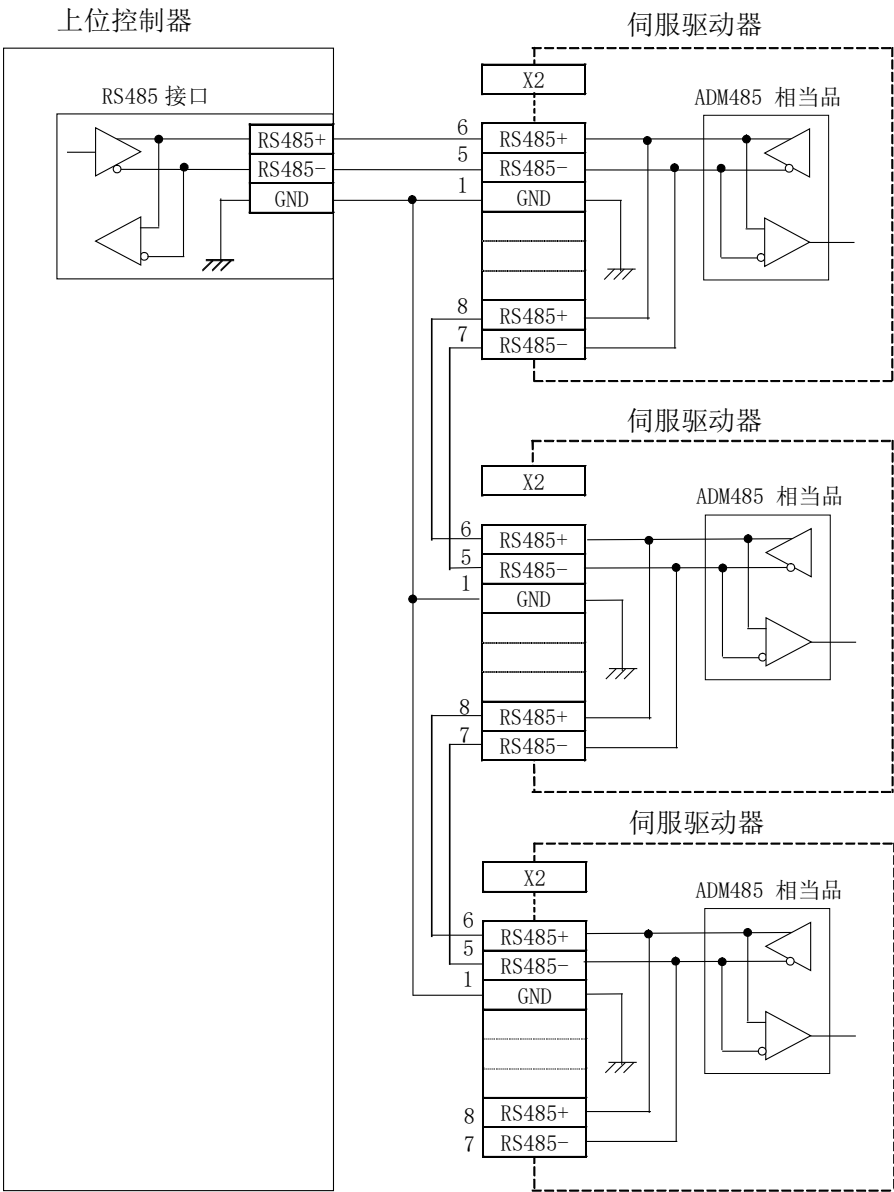 上位控制器
RS485 接口
RS485+
RS485-
GND
伺服驱动器
X2
ADM485 相当品
6 RS485+
5 RS485-
1 GND
8 RS485+
7 RS485-
伺服驱动器
X2
ADM485 相当品
6 RS485+
5 RS485-
1 GND
8 RS485+
7 RS485-
伺服驱动器
X2
ADM485 相当品
6 RS485+
5 RS485-
1 GND
8 RS485+
7 RS485-